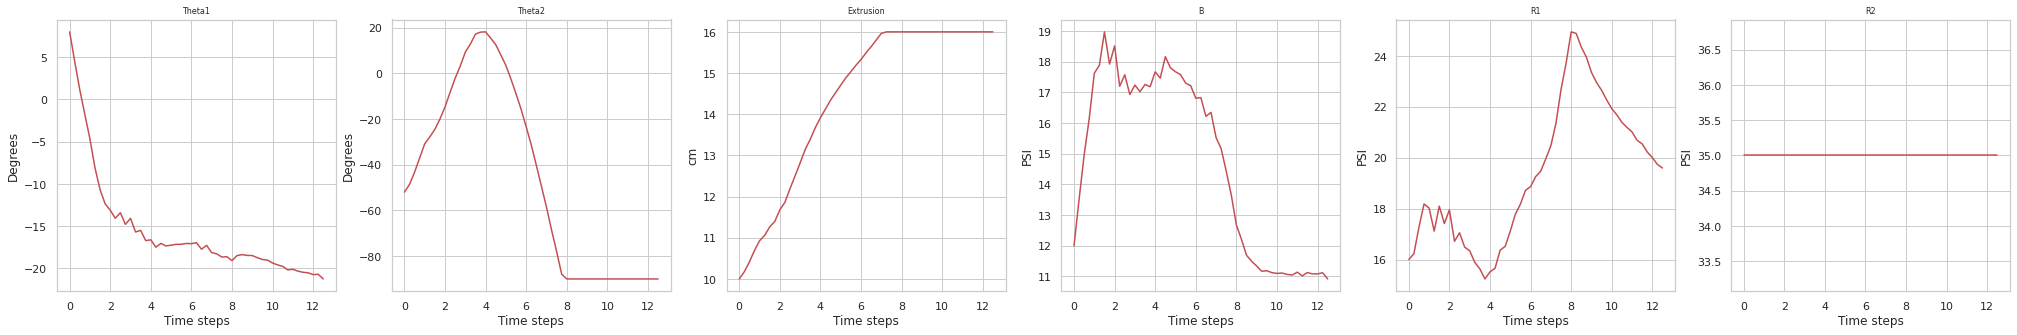 Theta1
Degrees
5
0
−5
−10
−15
−20
0 2 4 6 8 10 12
Time steps
Theta2
Degrees
20
0
−20
−40
−60
−80
0 2 4 6 8 10 12
Time steps
Extrusion
cm
16
15
14
13
12
11
10
0 2 4 6 8 10 12
Time steps
B
PSI
19
18
17
16
15
14
13
12
11
0 2 4 6 8 10 12
Time steps
R1
PSI
24
22
20
18
16
0 2 4 6 8 10 12
Time steps
R2
PSI
36.5
36.0
35.5
35.0
34.5
34.0
33.5
0 2 4 6 8 10 12
Time steps